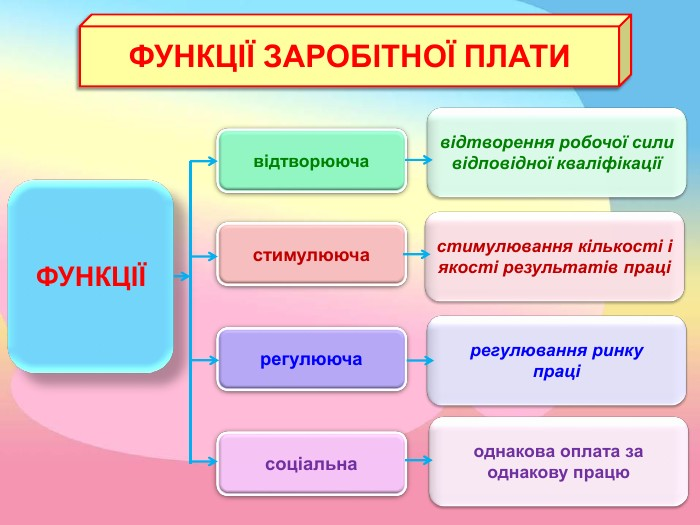 ФУНКЦІЇ ЗАРОБІТНОЇ ПЛАТИ
ФУНКЦІЇ
відтворююча
відтворення робочої сили
відповідної кваліфікації
стимулююча
стимулювання кількості і
якості результатів праці
регулююча
регулювання ринку
праці
соціальна
однакова оплата за
однакову працю